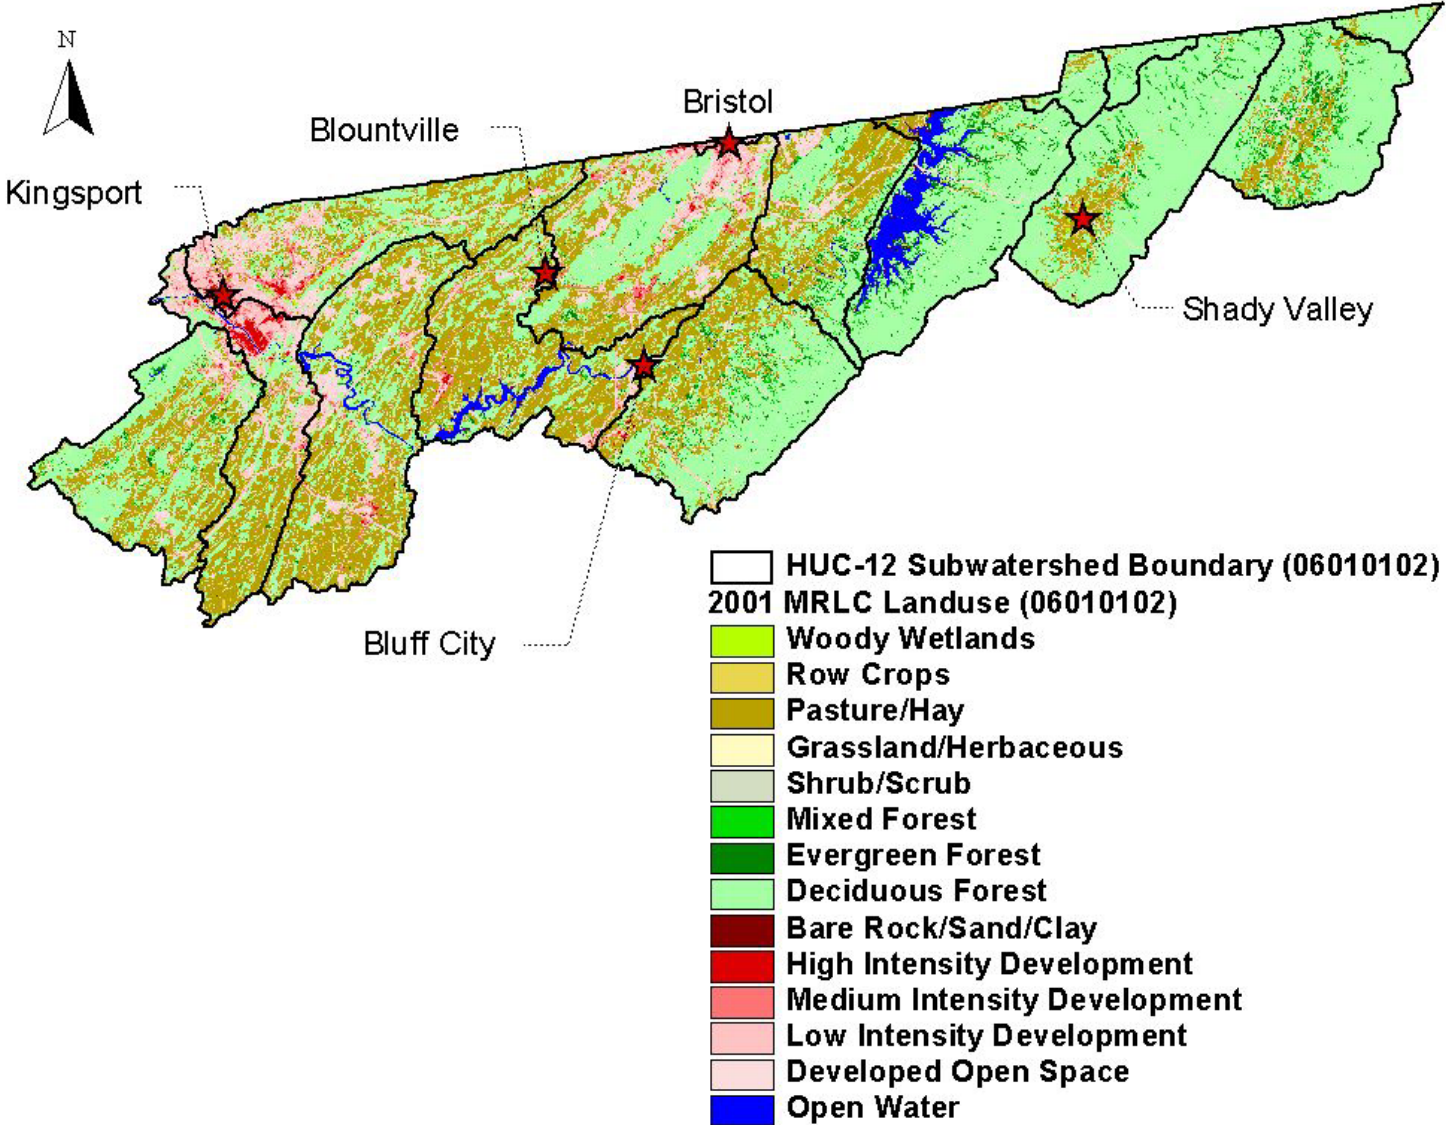 N
Bristol
Blountville
Kingsport
Shady Valley
Bluff City
HUC-12 Subwatershed Boundary (06010102)
2001 MRLC Landuse (06010102)
Woody Wetlands
Row Crops
Pasture/Hay
Grassland/Herbaceous
Shrub/Scrub
Mixed Forest
Evergreen Forest
Deciduous Forest
Bare Rock/Sand/Clay
High Intensity Development
Medium Intensity Development
Low Intensity Development
Developed Open Space
Open Water